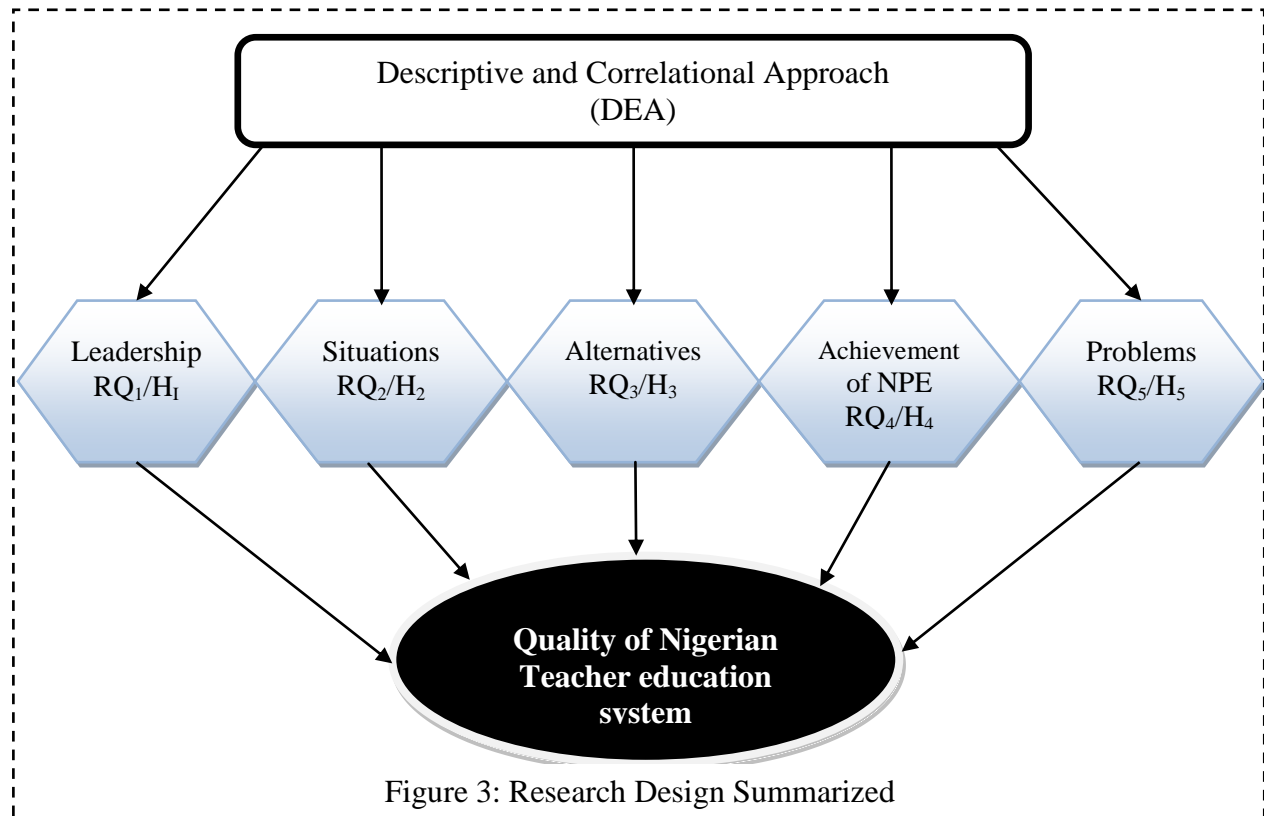 Descriptive and Correlational Approach
(DEA)
Leadership
RQ₁/H_I
Situations
RQ₂/H₂
Alternatives
RQ₃/H₃
Achievement
of NPE
RQ₄/H₄
Problems
RQ₅/H₅
Quality of Nigerian
Teacher education
system
Figure 3: Research Design Summarized